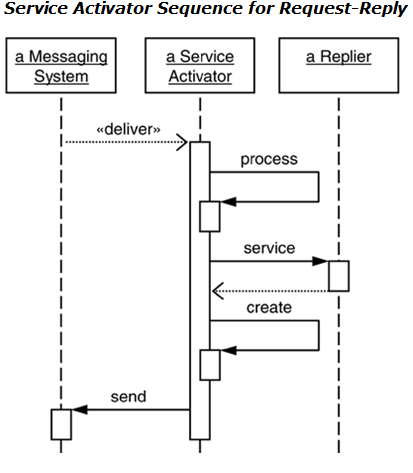 Service Activator Sequence for Request-Reply
a Messaging
System
a Service
Activator
a Replier
«deliver»
process
service
create
send